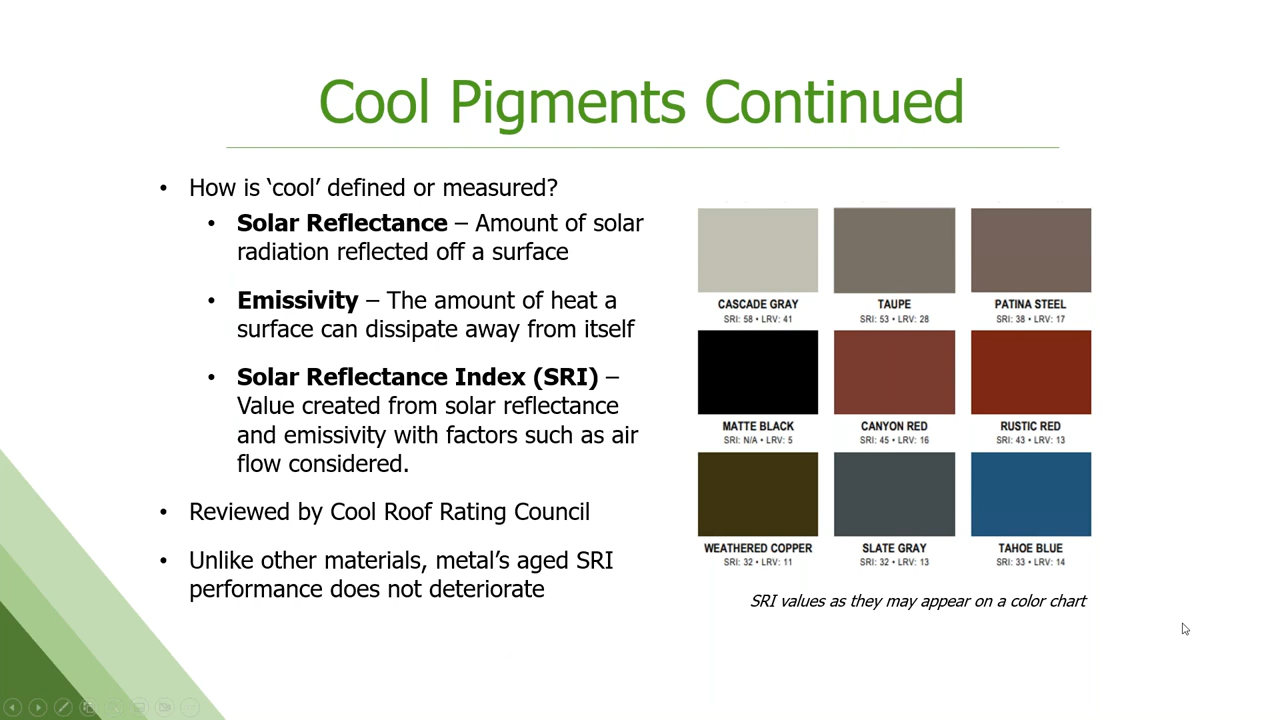 Cool Pigments Continued
• How is ‘cool’ defined or measured?
• Solar Reflectance – Amount of solar
radiation reflected off a surface
• Emissivity – The amount of heat a
surface can dissipate away from itself
• Solar Reflectance Index (SRI) –
Value created from solar reflectance
and emissivity with factors such as air
flow considered.
• Reviewed by Cool Roof Rating Council
• Unlike other materials, metal’s aged SRI
performance does not deteriorate
CASCADE GRAY
SRI: 58 • LRV: 41
TAUPE
SRI: 53 • LRV: 28
PATINA STEEL
SRI: 38 • LRV: 17
MATTE BLACK
SRI: N/A • LRV: 5
CANYON RED
SRI: 45 • LRV: 16
RUSTIC RED
SRI: 43 • LRV: 13
WEATHERED COPPER
SRI: 32 • LRV: 11
SLATE GRAY
SRI: 32 • LRV: 13
TAHOE BLUE
SRI: 33 • LRV: 14
SRI values as they may appear on a color chart